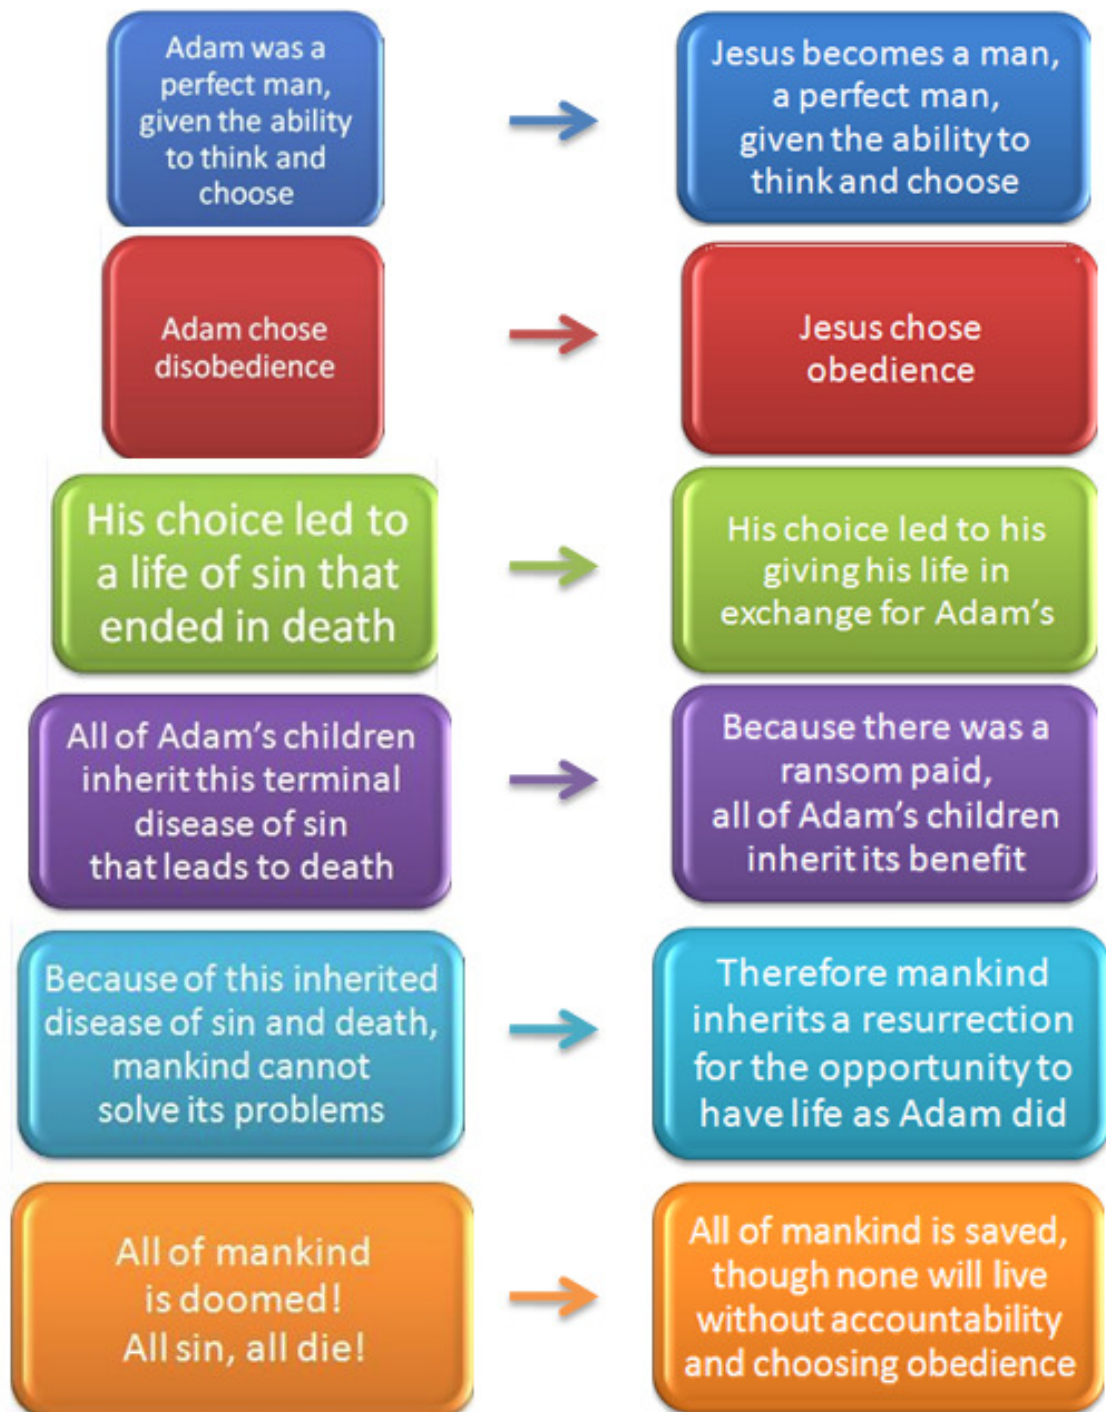 Adam was a
perfect man,
given the ability
to think and
choose
Jesus becomes a man,
a perfect man,
given the ability to
think and choose
Adam chose
disobedience
Jesus chose
obedience
His choice led to
a life of sin that
ended in death
His choice led to his
giving his life in
exchange for Adam's
All of Adam's children
inherit this terminal
disease of sin
that leads to death
Because there was a
ransom paid,
all of Adam's children
inherit its benefit
Because of this inherited
disease of sin and death,
mankind cannot
solve its problems
Therefore mankind
inherits a resurrection
for the opportunity to
have life as Adam did
All of mankind
is doomed!
All sin, all die!
All of mankind is saved,
though none will live
without accountability
and choosing obedience